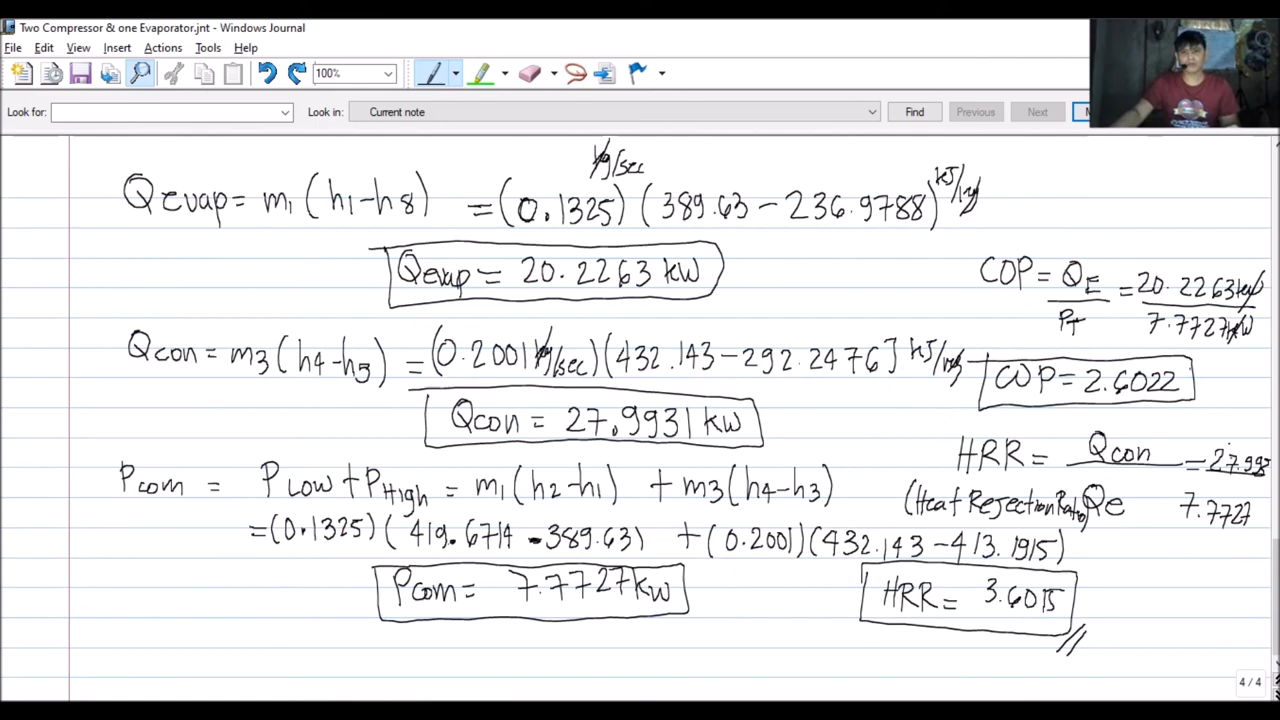 Two Compressor & one Evaporator.jnt - Windows Journal
File Edit View Insert Actions Tools Help
100%
Look for: Look in: Current note Find Previous Next
kg/sec
Qevap = m1 (h1-h8) = (0.1325) (389.63 - 236.9788) kJ/kg
Qevap = 20.2263 kW
COP = QE / PT = 20.2263 kW / 7.7727 kW
Qcon = m3 (h4-h5) = (0.2001 kg/sec) (432.143 - 292.2476] kJ/kg
COP = 2.6022
Qcon = 27.9931 kW
HRR = Qcon / Qe = 27.993 / 7.7727
(Heat Rejection Ratio)
Pcom = PLow + PHigh = m1 (h2-h1) + m3 (h4-h3)
= (0.1325) (419.6714 - 389.63) + (0.2001) (432.143 - 413.1915)
Pcom = 7.7727 kW
HRR = 3.6015
4/4